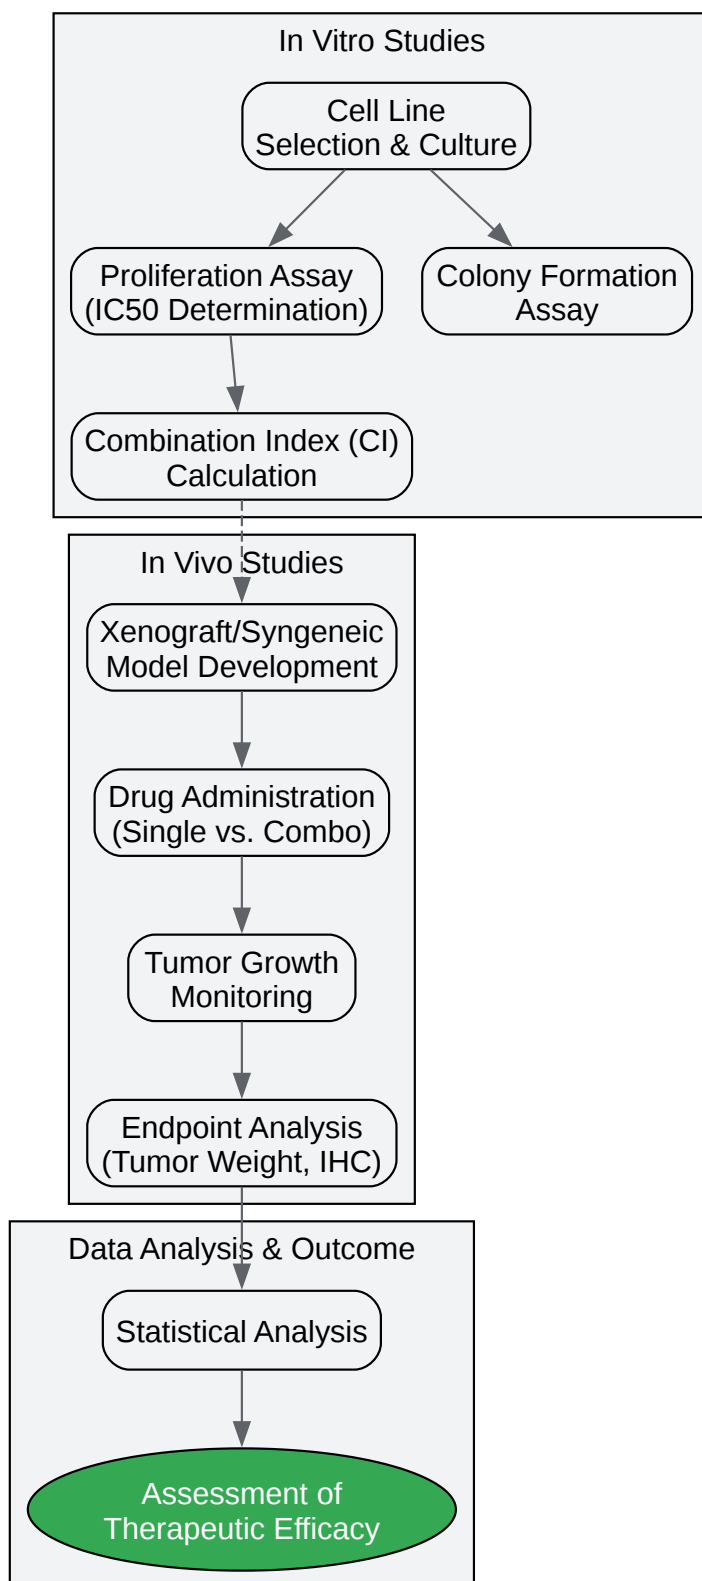 In Vitro Studies
Cell Line
Selection & Culture
Proliferation Assay
(IC50 Determination)
Colony Formation
Assay
Combination Index (CI)
Calculation
In Vivo Studies
Xenograft/Syngeneic
Model Development
Drug Administration
(Single vs. Combo)
Tumor Growth
Monitoring
Endpoint Analysis
(Tumor Weight, IHC)
Data Analysis & Outcome
Statistical Analysis
Assessment of
Therapeutic Efficacy